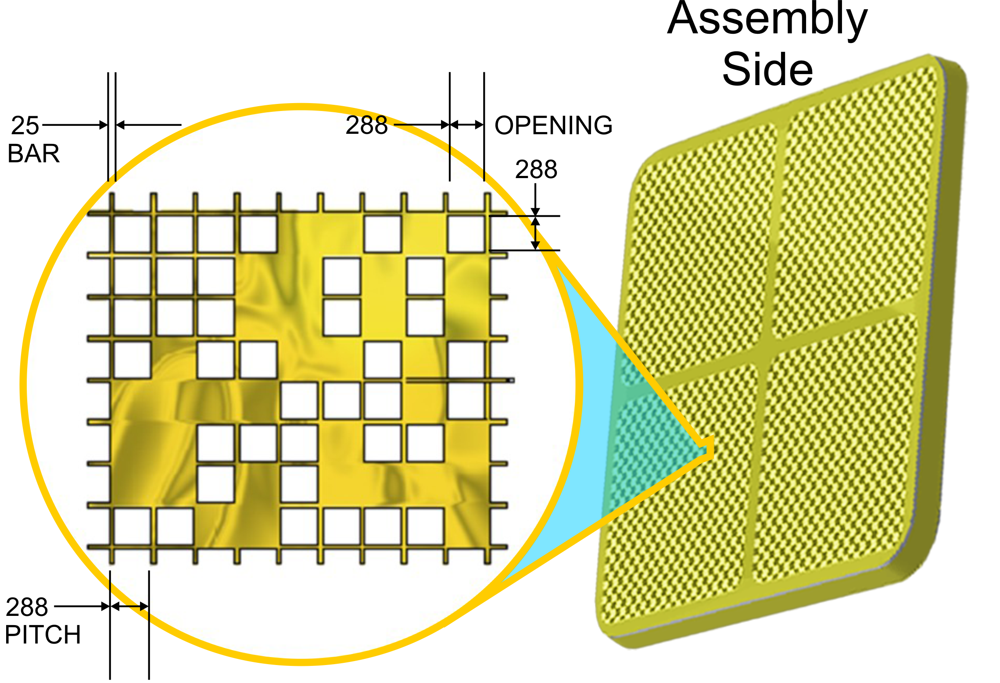 Assembly
Side
25
BAR
288
OPENING
288
288
PITCH